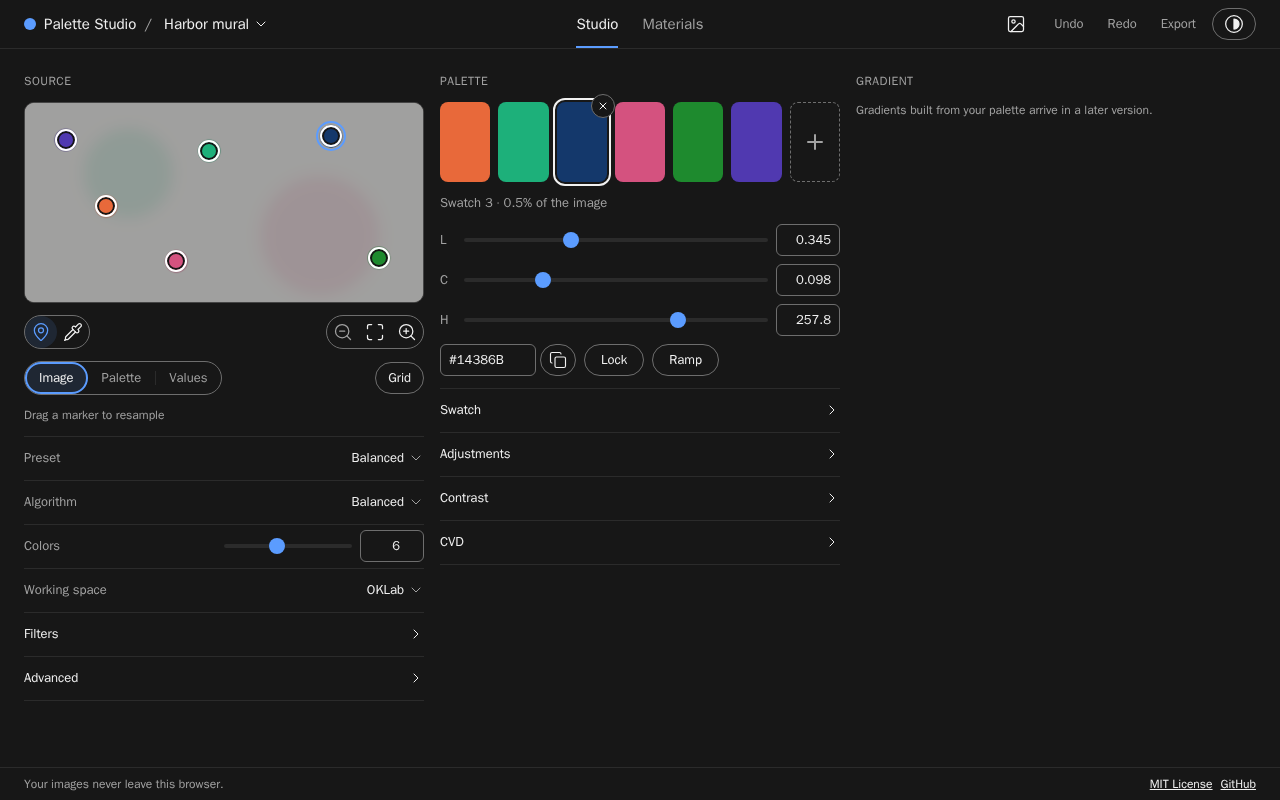 Palette Studio / Harbor mural
Studio
Materials
Undo
Redo
Export
SOURCE
Image
Palette
Values
Grid
Drag a marker to resample
Preset
Balanced
Algorithm
Balanced
Colors
6
Working space
OKLab
Filters
Advanced
PALETTE
Swatch 3 · 0.5% of the image
L
0.345
C
0.098
H
257.8
#14386B
Lock
Ramp
Swatch
Adjustments
Contrast
CVD
GRADIENT
Gradients built from your palette arrive in a later version.
Your images never leave this browser.
MIT License
GitHub